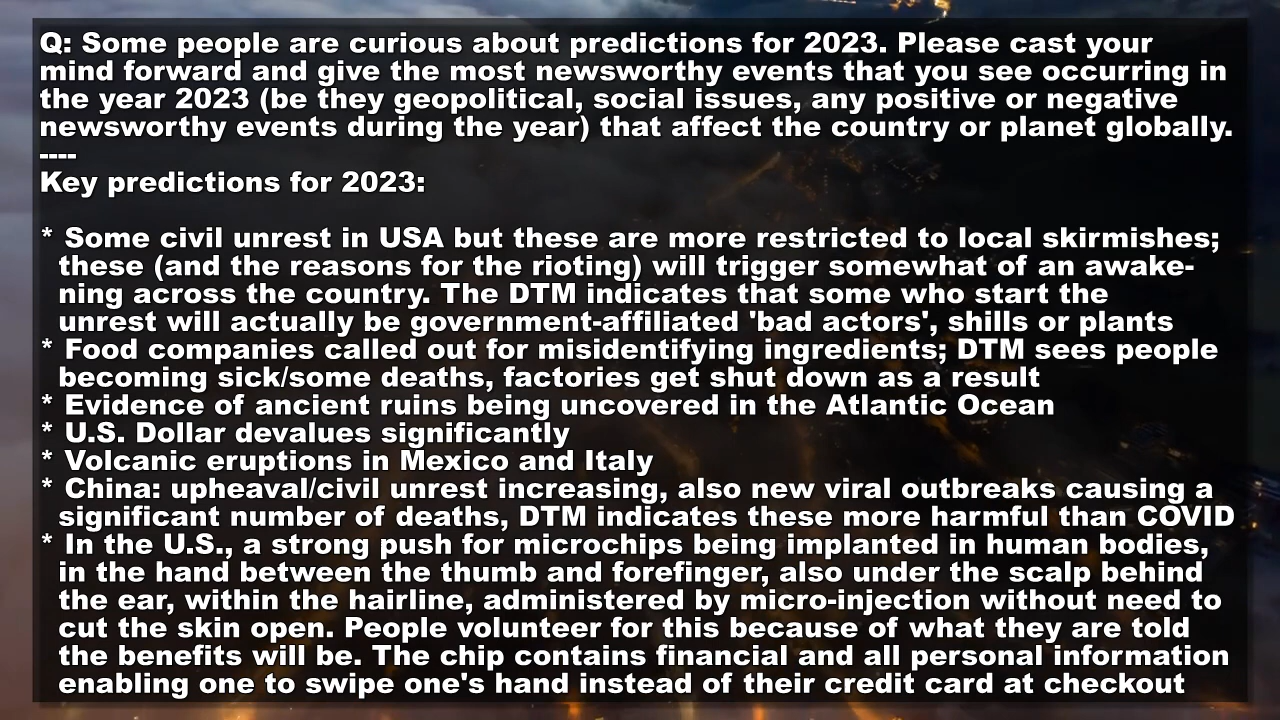 Q: Some people are curious about predictions for 2023. Please cast your
mind forward and give the most newsworthy events that you see occurring in
the year 2023 (be they geopolitical, social issues, any positive or negative
newsworthy events during the year) that affect the country or planet globally.
----
Key predictions for 2023:
* Some civil unrest in USA but these are more restricted to local skirmishes;
these (and the reasons for the rioting) will trigger somewhat of an awake-
ning across the country. The DTM indicates that some who start the
unrest will actually be government-affiliated 'bad actors', shills or plants
* Food companies called out for misidentifying ingredients; DTM sees people
becoming sick/some deaths, factories get shut down as a result
* Evidence of ancient ruins being uncovered in the Atlantic Ocean
* U.S. Dollar devalues significantly
* Volcanic eruptions in Mexico and Italy
* China: upheaval/civil unrest increasing, also new viral outbreaks causing a
significant number of deaths, DTM indicates these more harmful than COVID
* In the U.S., a strong push for microchips being implanted in human bodies,
in the hand between the thumb and forefinger, also under the scalp behind
the ear, within the hairline, administered by micro-injection without need to
cut the skin open. People volunteer for this because of what they are told
the benefits will be. The chip contains financial and all personal information
enabling one to swipe one's hand instead of their credit card at checkout